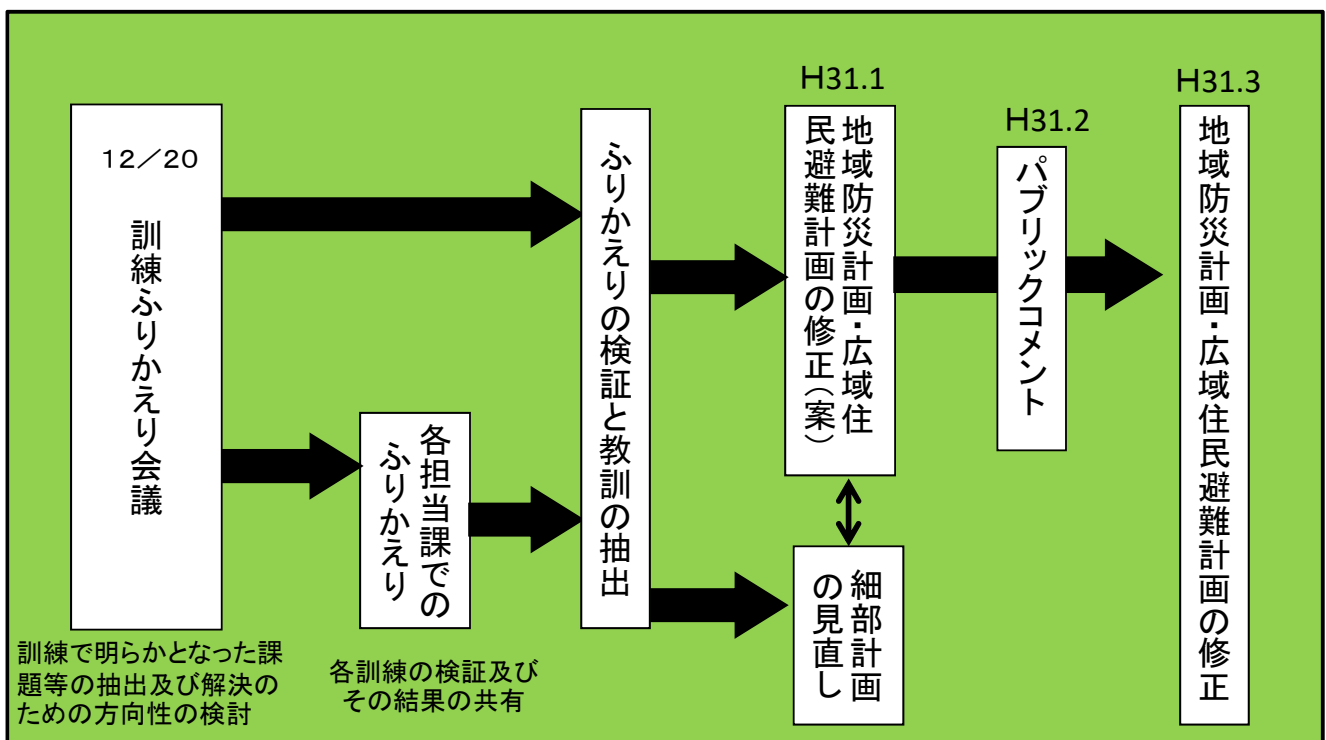 12/20
訓練ふりかえり会議
訓練で明らかとなった課
題等の抽出及び解決の
ための方向性の検討
各担当課での
ふりかえり
各訓練の検証及び
その結果の共有
ふりかえりの検証と教訓の抽出
H31.1
地域防災計画・広域住
民避難計画の修正(案)
細部計画
の見直し
H31.2
パブリックコメント
H31.3
地域防災計画・広域住民避難計画の修正